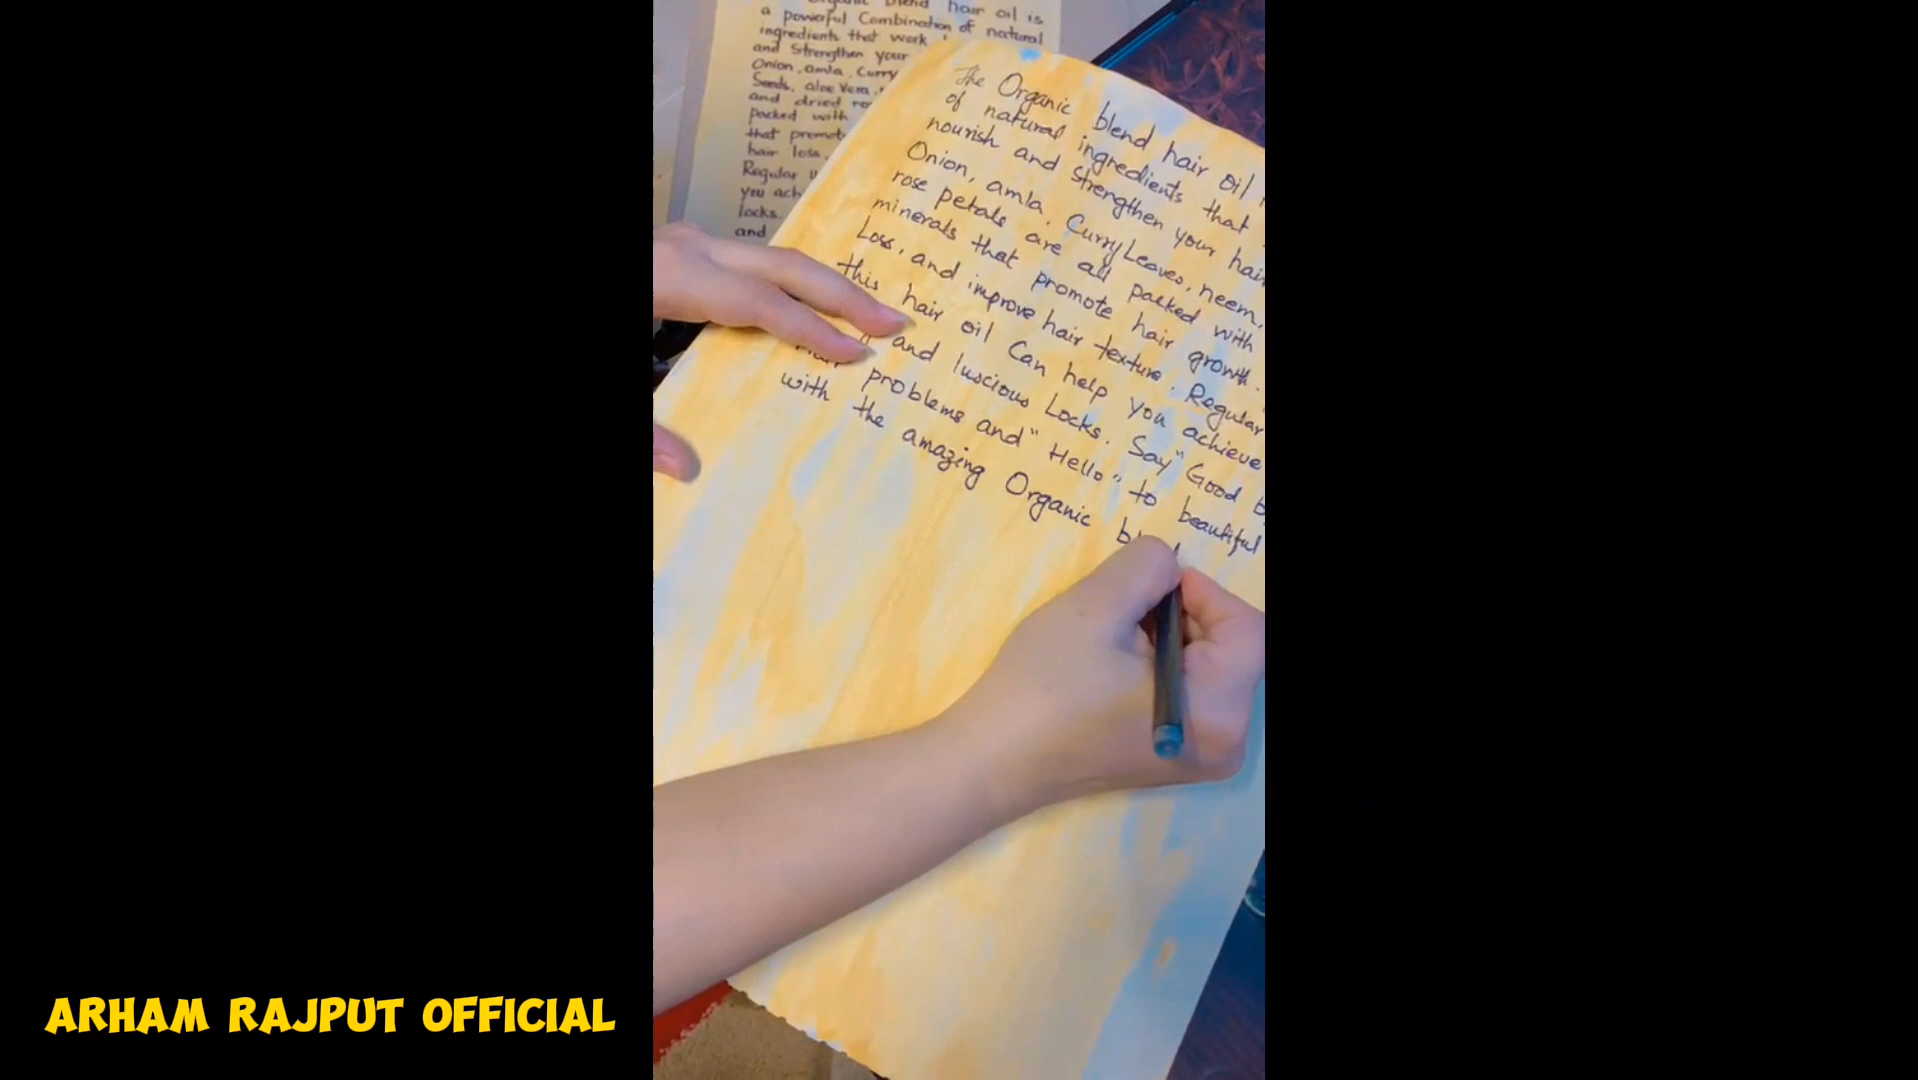 Organic blend hair oil is
a powerful Combination of natural
ingredients that work
and Strengthen your
Onion, amla, Curry
Seeds, aloe Vera,
and dried
packed with
that
hair loss,
Regular
you
locks.
and
The Organic blend hair oil
of natural ingredients that
nourish and Strengthen your hair
Onion, amla, Curry Leaves, neem,
rose petals are all packed with
minerals that promote hair growth.
Loss, and improve hair texture. Regular
this hair oil Can help you achieve
and luscious Locks. Say "Good
problems and "Hello" to beautiful
with the amazing Organic
ARHAM RAJPUT OFFICIAL